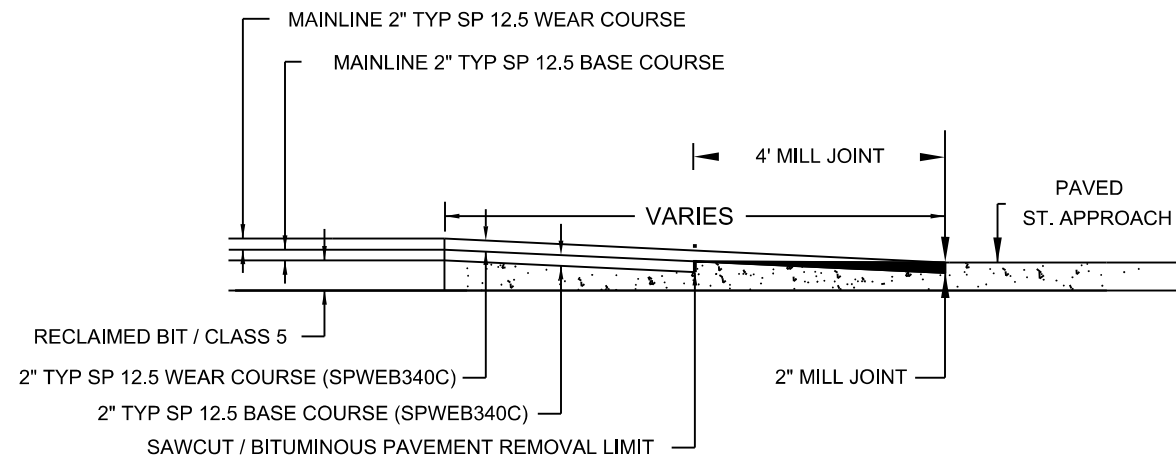 MAINLINE 2" TYP SP 12.5 WEAR COURSE
MAINLINE 2" TYP SP 12.5 BASE COURSE
4' MILL JOINT
PAVED
ST. APPROACH
VARIES
RECLAIMED BIT / CLASS 5
2" TYP SP 12.5 WEAR COURSE (SPWEB340C)
2" MILL JOINT
2" TYP SP 12.5 BASE COURSE (SPWEB340C)
SAWCUT / BITUMINOUS PAVEMENT REMOVAL LIMIT